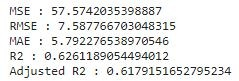 MSE : 57.5742035398887
RMSE : 7.587766703048315
MAE : 5.792276538970546
R2 : 0.6261189054494012
Adjusted R2 : 0.6179151652795234